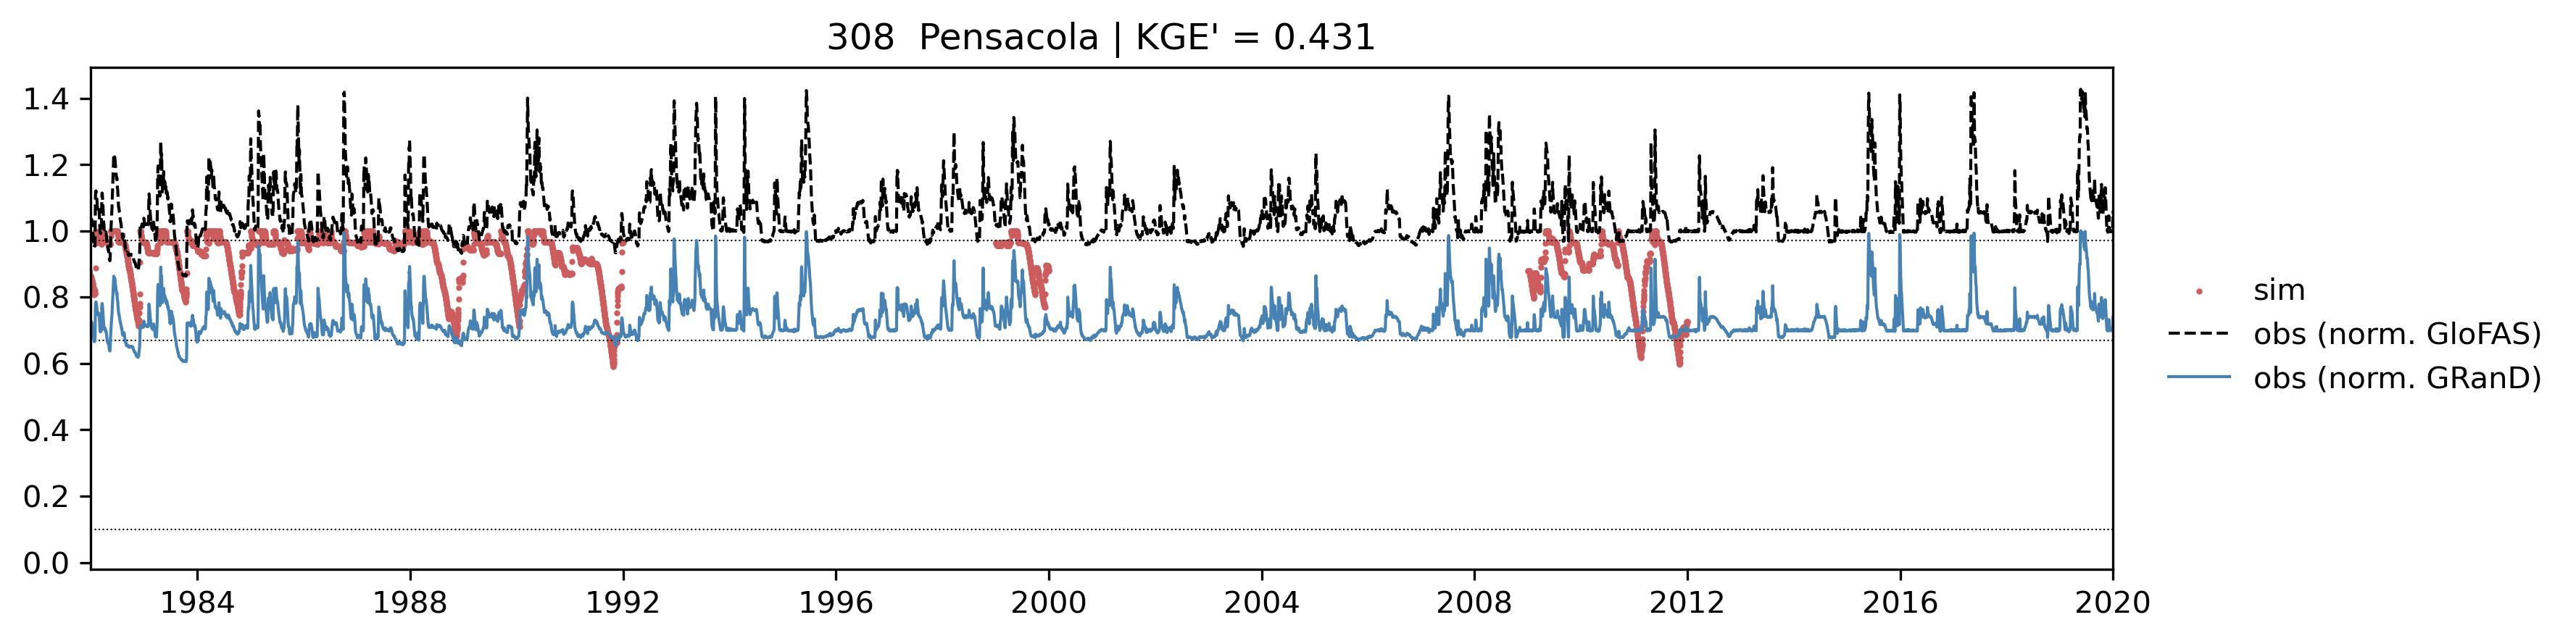 308  Pensacola | KGE' = 0.431
1.4
1.2
1.0
0.8
0.6
0.4
0.2
0.0
1984 1988 1992 1996 2000 2004 2008 2012 2016 2020
sim
obs (norm. GloFAS)
obs (norm. GRanD)